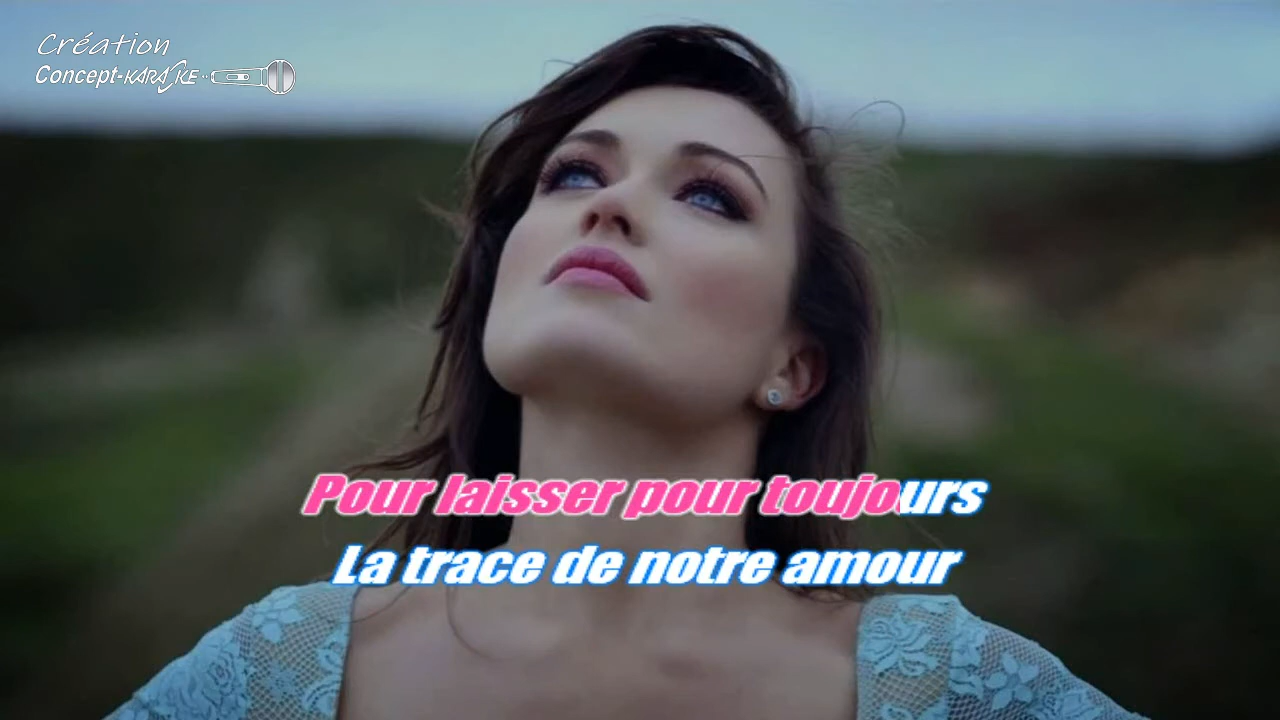 Création
Concept-KARAOKE
Pour laisser pour toujours
La trace de notre amour